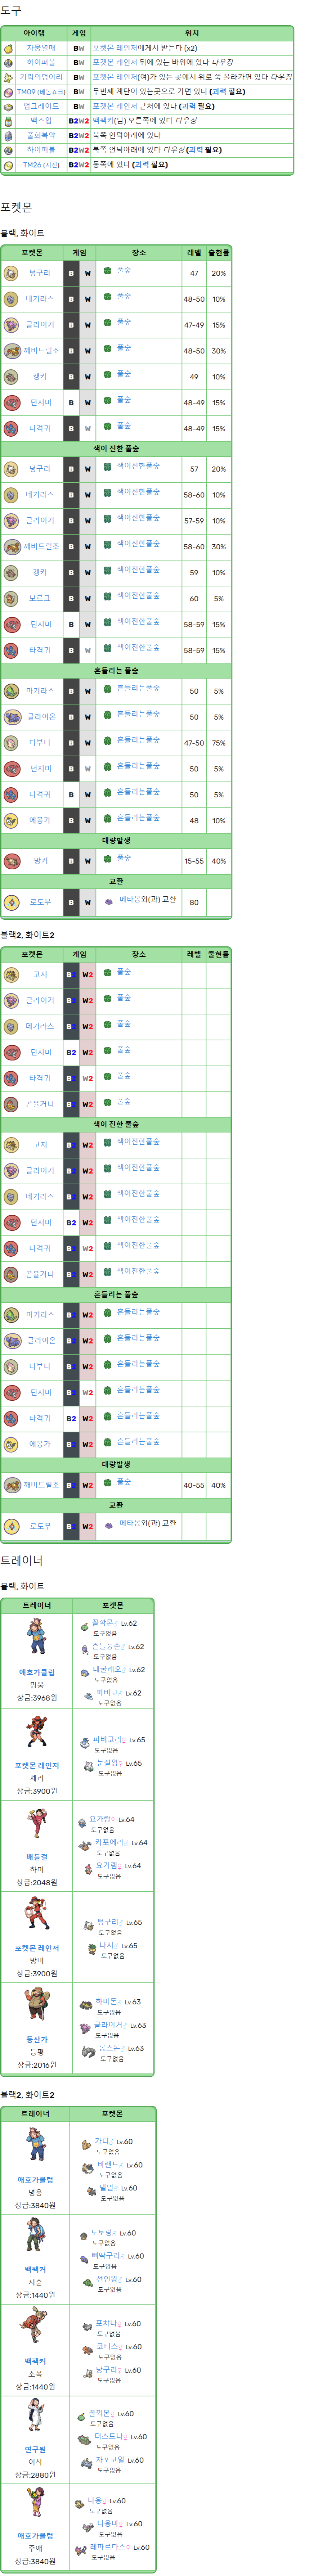 도구
아이템 게임 위치
자뭉열매 BW 포켓몬 레인저에게서 받는다 (x2)
하이퍼볼 BW 포켓몬 레인저 뒤에 있는 바위에 있다 다우징
기력의덩어리 BW 포켓몬 레인저(여)가 있는 곳에서 위로 쭉 올라가면 있다 다우징
TM09 (베놈쇼크) BW 두번째 계단이 있는곳으로 가면 있다 (괴력 필요)
업그레이드 BW 포켓몬 레인저 근처에 있다 (괴력 필요)
맥스업 B2W2 백팩커(남) 오른쪽에 있다 다우징
풀회복약 B2W2 북쪽 언덕아래에 있다
하이퍼볼 B2W2 북쪽 언덕아래에 있다 다우징 (괴력 필요)
TM26 (지진) B2W2 동쪽에 있다 (괴력 필요)
포켓몬
블랙, 화이트
포켓몬 게임 장소 레벨 출현률
탕구리 B W 풀숲 47 20%
데기라스 B W 풀숲 48-50 10%
글라이거 B W 풀숲 47-49 15%
깨버드릴조 B W 풀숲 48-50 30%
캥카 B W 풀숲 49 10%
던지미 B W 풀숲 48-49 15%
타격귀 B W 풀숲 48-49 15%
색이 진한 풀숲
탕구리 B W 색이진한풀숲 57 20%
데기라스 B W 색이진한풀숲 58-60 10%
글라이거 B W 색이진한풀숲 57-59 10%
깨버드릴조 B W 색이진한풀숲 58-60 30%
캥카 B W 색이진한풀숲 59 10%
보르그 B W 색이진한풀숲 60 5%
던지미 B W 색이진한풀숲 58-59 15%
타격귀 B W 색이진한풀숲 58-59 15%
흔들리는 풀숲
마기라스 B W 흔들리는풀숲 50 5%
글라이온 B W 흔들리는풀숲 50 5%
다부니 B W 흔들리는풀숲 47-50 75%
던지미 B W 흔들리는풀숲 50 5%
타격귀 B W 흔들리는풀숲 50 5%
에몽가 B W 흔들리는풀숲 48 10%
대량발생
망키 B W 풀숲 15-55 40%
교환
로토무 B W 메타몽와(과) 교환 80
블랙2, 화이트2
포켓몬 게임 장소 레벨 출현률
고지 B2 W2 풀숲
글라이거 B2 W2 풀숲
데기라스 B2 W2 풀숲
던지미 B2 W2 풀숲
타격귀 B2 W2 풀숲
곤율거니 B2 W2 풀숲
색이 진한 풀숲
고지 B2 W2 색이진한풀숲
글라이거 B2 W2 색이진한풀숲
데기라스 B2 W2 색이진한풀숲
던지미 B2 W2 색이진한풀숲
타격귀 B2 W2 색이진한풀숲
곤율거니 B2 W2 색이진한풀숲
흔들리는 풀숲
마기라스 B2 W2 흔들리는풀숲
글라이온 B2 W2 흔들리는풀숲
다부니 B2 W2 흔들리는풀숲
던지미 B2 W2 흔들리는풀숲
타격귀 B2 W2 흔들리는풀숲
에몽가 B2 W2 흔들리는풀숲
대량발생
깨버드릴조 B2 W2 풀숲 40-55 40%
교환
로토무 B2 W2 메타몽와(과) 교환
트레이너
블랙, 화이트
트레이너 포켓몬
애호가클럽
명웅
상금:3968원
꿀꺽몬♂ Lv.62
도구없음
흔들풍손♂ Lv.62
도구없음
대굴레오♂ Lv.62
도구없음
파비코♂ Lv.62
도구없음
포켓몬 레인저
세리
상금:3900원
파비코리♀ Lv.65
도구없음
눈설왕♀ Lv.65
도구없음
배틀걸
하미
상금:2048원
요가랑♀ Lv.64
도구없음
카포에라♂ Lv.64
도구없음
요가램♀ Lv.64
도구없음
포켓몬 레인저
방비
상금:3900원
탕구리♂ Lv.65
도구없음
나시♂ Lv.65
도구없음
등산가
등평
상금:2016원
하마돈♂ Lv.63
도구없음
글라이거♂ Lv.63
도구없음
롱스톤♂ Lv.63
도구없음
블랙2, 화이트2
트레이너 포켓몬
애호가클럽
명웅
상금:3840원
가디♂ Lv.60
도구없음
바랜드♂ Lv.60
도구없음
델빌♂ Lv.60
도구없음
백팩커
지훈
상금:1440원
도토링♂ Lv.60
도구없음
삐딱구리♂ Lv.60
도구없음
선인왕♂ Lv.60
도구없음
백팩커
소목
상금:1440원
포챠나♀ Lv.60
도구없음
코터스♀ Lv.60
도구없음
탕구리♀ Lv.60
도구없음
연구원
이삭
상금:2880원
꿀꺽몬♀ Lv.60
도구없음
더스트나♀ Lv.60
도구없음
자포코일 Lv.60
도구없음
애호가클럽
주애
상금:3840원
나옹♀ Lv.60
도구없음
나옹마♀ Lv.60
도구없음
레파르다스♀ Lv.60
도구없음